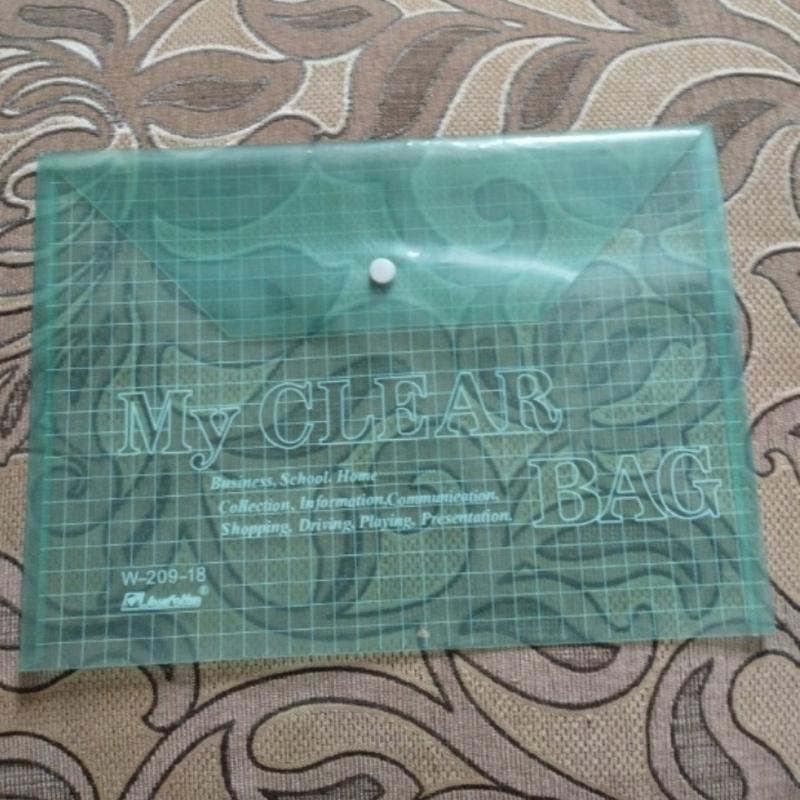 My CLEAR
BAG
Business, School. Home
Collection, Information.Communication.
Shopping, Driving, Playing, Presentation.
W-209-18